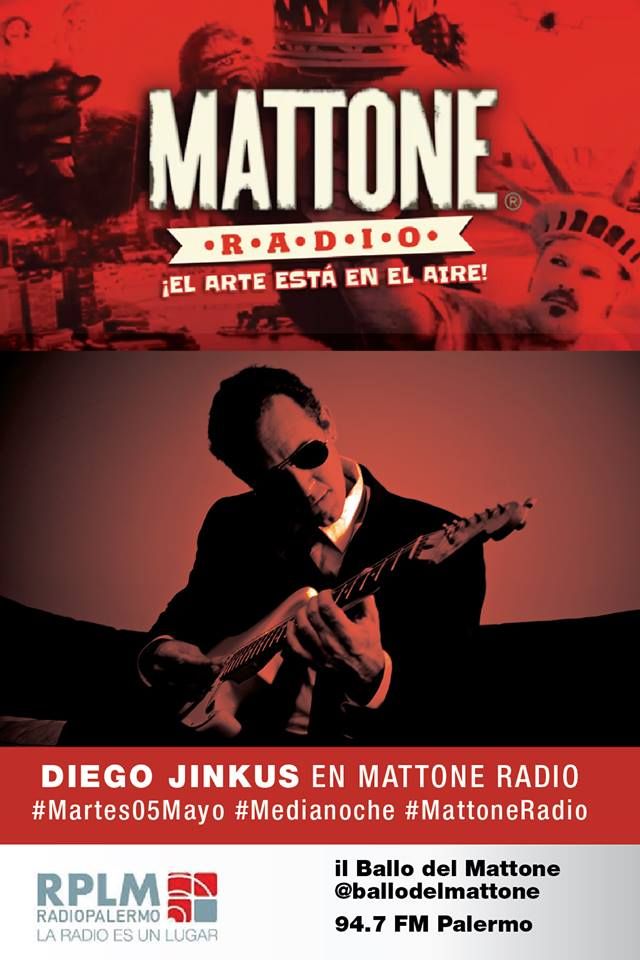 MATTONE®
·R·A·D·I·O·
¡EL ARTE ESTÁ EN EL AIRE!
DIEGO JINKUS EN MATTONE RADIO
#Martes05Mayo #Medianoche #MattoneRadio
RPLM
RADIOPALERMO
LA RADIO ES UN LUGAR
il Ballo del Mattone
@ballodelmattone
94.7 FM Palermo